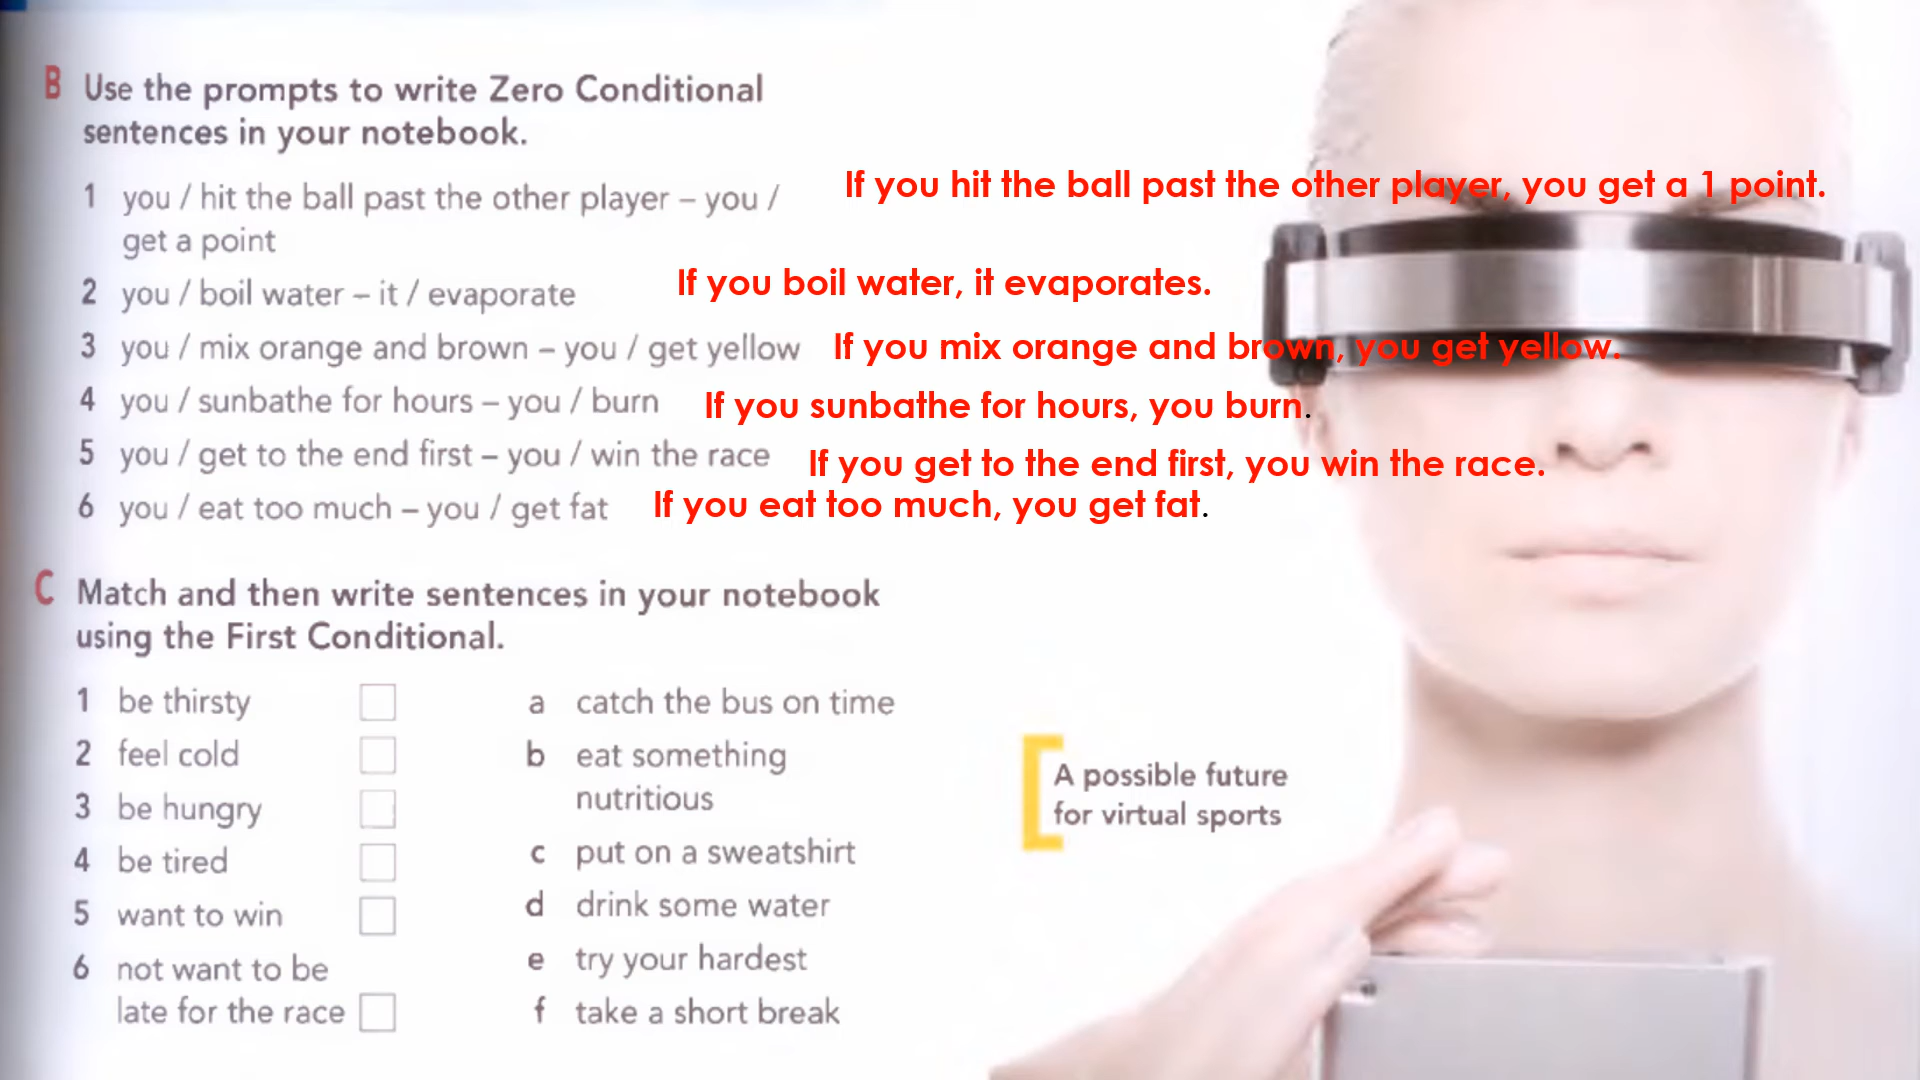 B Use the prompts to write Zero Conditional
sentences in your notebook.
1 you / hit the ball past the other player – you /
get a point
If you hit the ball past the other player, you get a 1 point.
2 you / boil water – it / evaporate
If you boil water, it evaporates.
3 you / mix orange and brown – you / get yellow
If you mix orange and brown, you get yellow.
4 you / sunbathe for hours – you / burn
If you sunbathe for hours, you burn.
5 you / get to the end first – you / win the race
If you get to the end first, you win the race.
6 you / eat too much – you / get fat
If you eat too much, you get fat.
C Match and then write sentences in your notebook
using the First Conditional.
1 be thirsty
2 feel cold
3 be hungry
4 be tired
5 want to win
6 not want to be
late for the race
a catch the bus on time
b eat something
nutritious
c put on a sweatshirt
d drink some water
e try your hardest
f take a short break
A possible future
for virtual sports